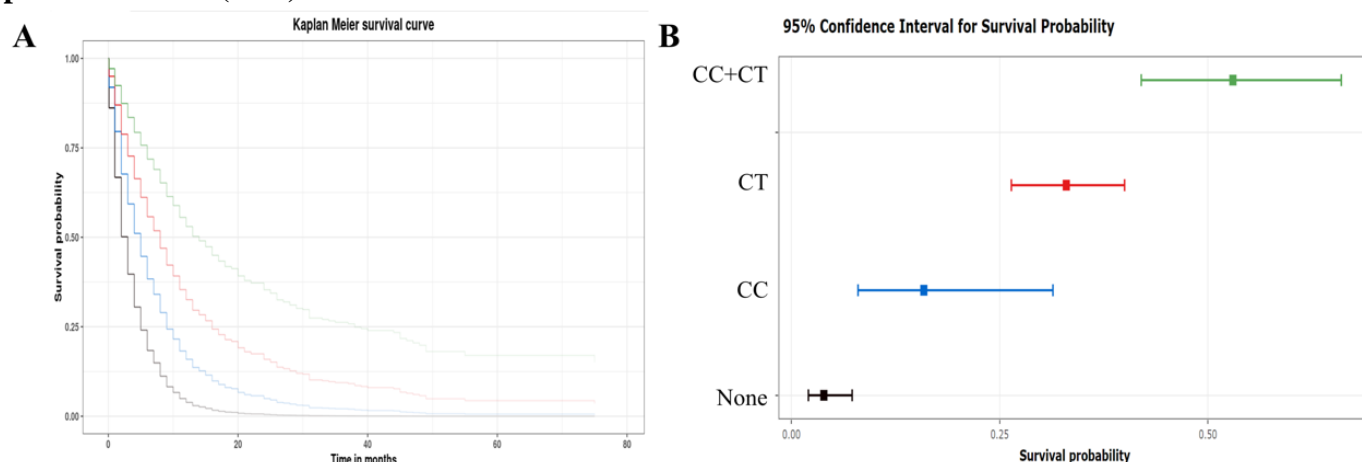 A
Kaplan Meier survival curve
Survival probability
1.00
0.75
0.50
0.25
0.00
0
20
40
60
80
Time in months
B
95% Confidence Interval for Survival Probability
CC+CT
CT
CC
None
0.00
0.25
0.50
Survival probability